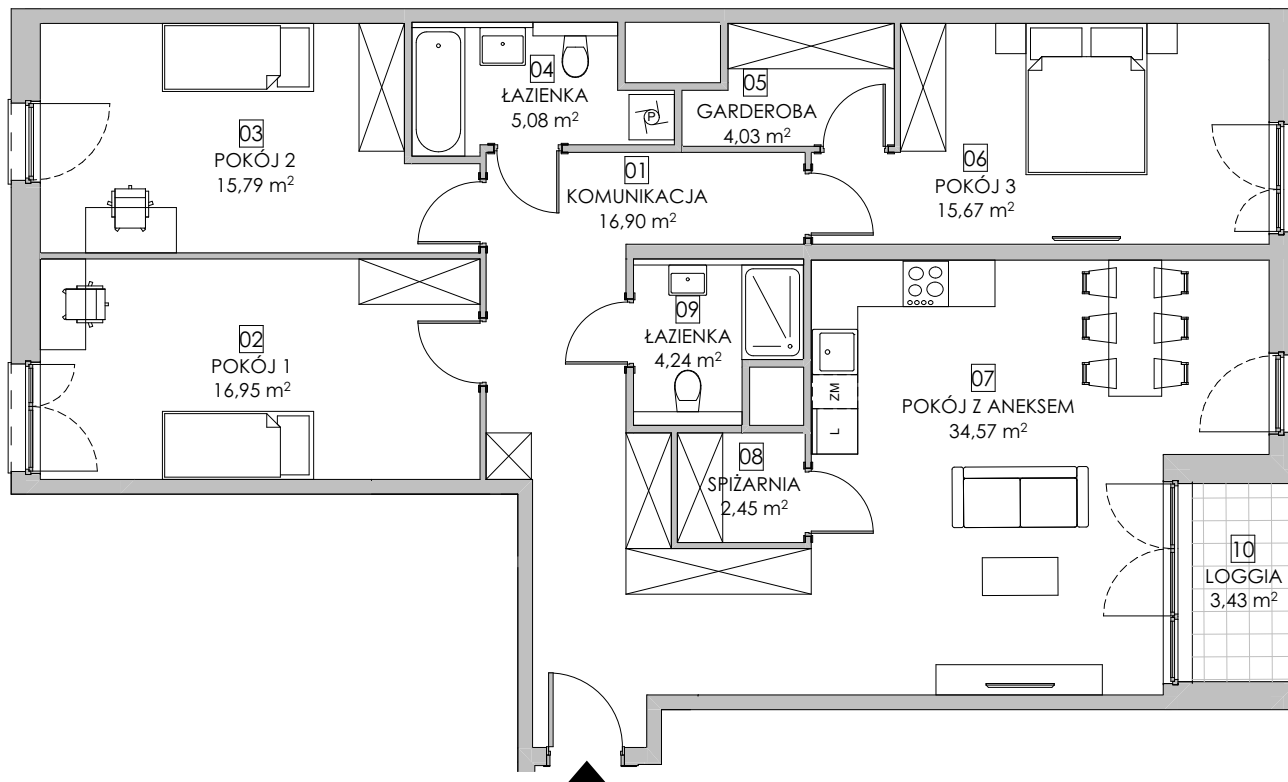 01
KOMUNIKACJA
16,90 m²
02
POKÓJ 1
16,95 m²
03
POKÓJ 2
15,79 m²
04
ŁAZIENKA
5,08 m²
P
05
GARDEROBA
4,03 m²
06
POKÓJ 3
15,67 m²
07
POKÓJ Z ANEKSEM
34,57 m²
ZM
L
08
SPIŻARNIA
2,45 m²
09
ŁAZIENKA
4,24 m²
10
LOGGIA
3,43 m²